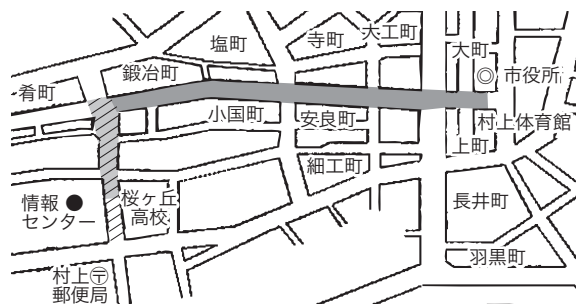 大工町
塩町
寺町
大町
鍛冶町
◎ 市役所
肴町
小国町
安良町
村上体育館
上町
細工町
情報
センター
桜ヶ丘
高校
長井町
羽黒町
村上〒
郵便局